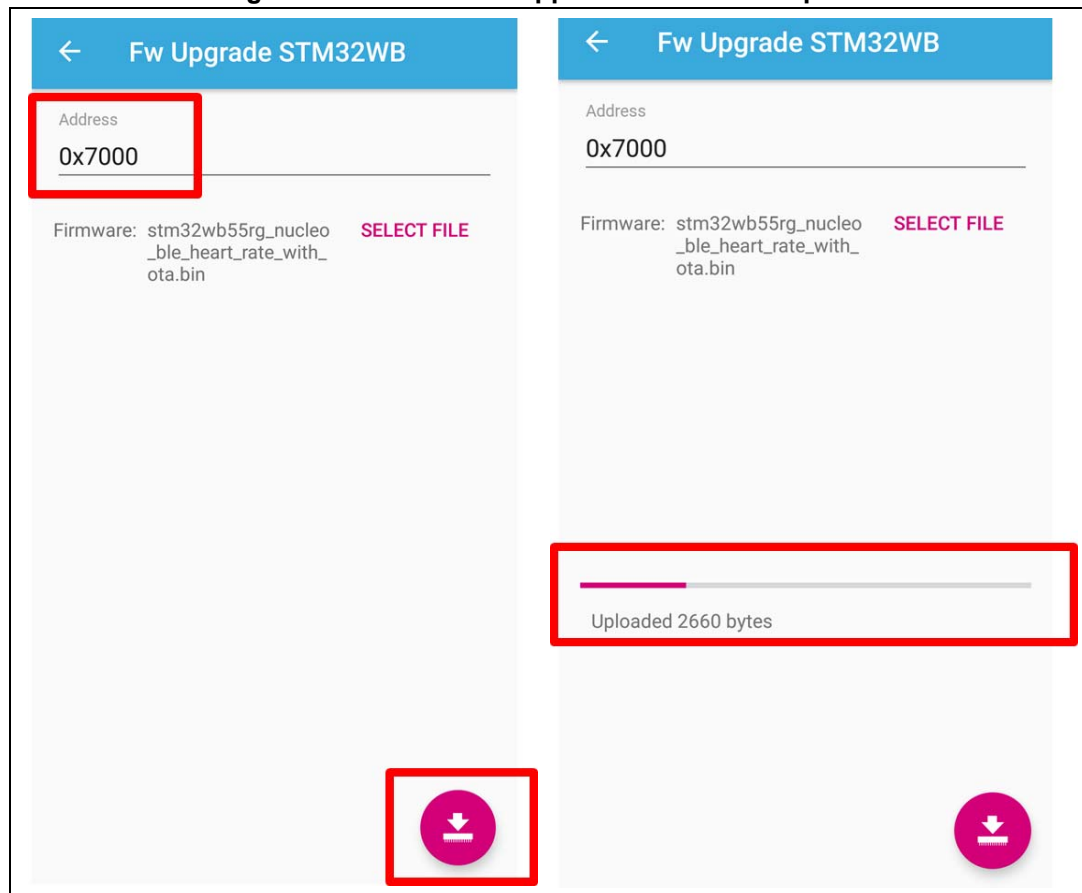 Fw Upgrade STM32WB
Address
0x7000
Firmware: stm32wb55rg_nucleo SELECT FILE
_ble_heart_rate_with_
ota.bin
Fw Upgrade STM32WB
Address
0x7000
Firmware: stm32wb55rg_nucleo SELECT FILE
_ble_heart_rate_with_
ota.bin
Uploaded 2660 bytes